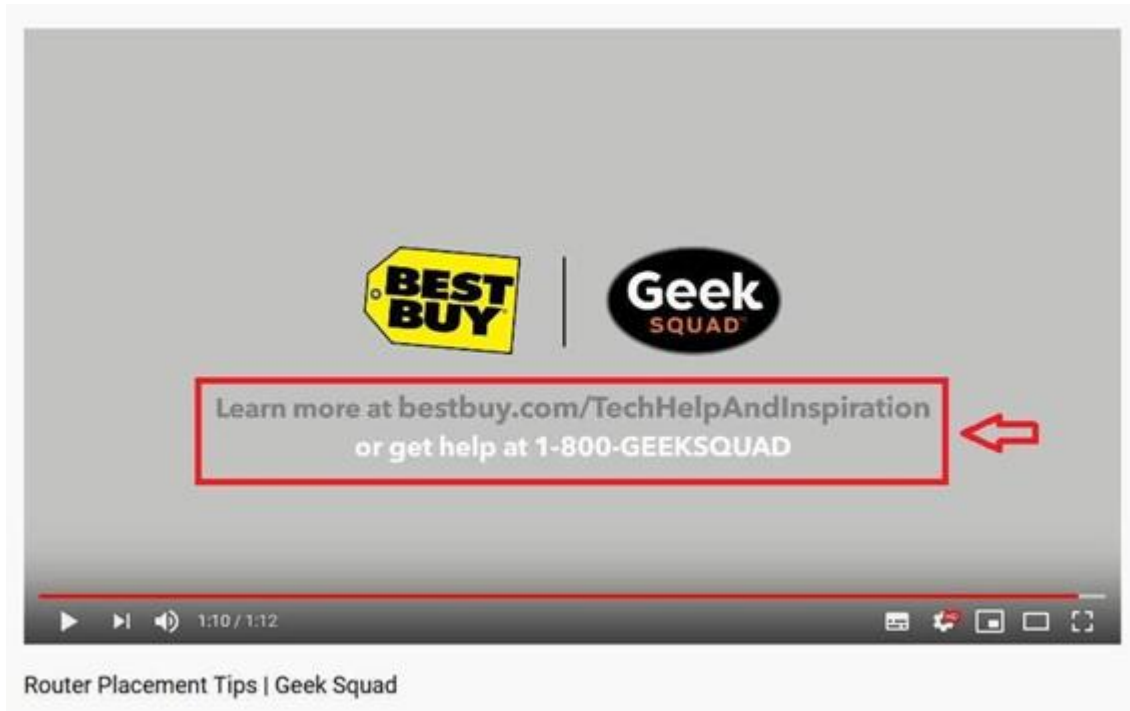 BEST
BUY
Geek
SQUAD™
Learn more at bestbuy.com/TechHelpAndInspiration
or get help at 1-800-GEEKSQUAD
1:10 / 1:12
Router Placement Tips | Geek Squad